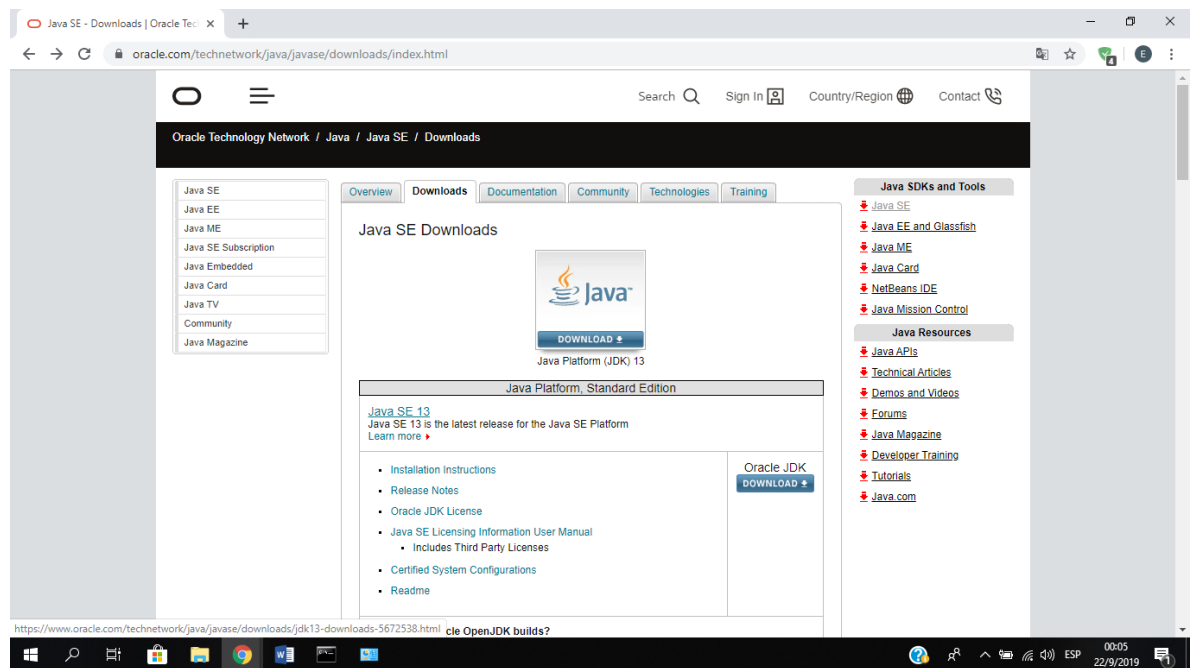 Java SE - Downloads | Oracle Tec
oracle.com/technetwork/java/javase/downloads/index.html
4
E
Search
Sign In
Country/Region
Contact
Oracle Technology Network / Java / Java SE / Downloads
Java SE
Java EE
Java ME
Java SE Subscription
Java Embedded
Java Card
Java TV
Community
Java Magazine
Overview
Downloads
Documentation
Community
Technologies
Training
Java SE Downloads
Java™
DOWNLOAD
Java Platform (JDK) 13
Java Platform, Standard Edition
Java SE 13
Java SE 13 is the latest release for the Java SE Platform
Learn more
Installation Instructions
Release Notes
Oracle JDK License
Java SE Licensing Information User Manual
Includes Third Party Licenses
Certified System Configurations
Readme
Oracle JDK
DOWNLOAD
Java SDKs and Tools
Java SE
Java EE and Glassfish
Java ME
Java Card
NetBeans IDE
Java Mission Control
Java Resources
Java APIs
Technical Articles
Demos and Videos
Forums
Java Magazine
Developer Training
Tutorials
Java.com
https://www.oracle.com/technetwork/java/javase/downloads/jdk13-downloads-5672538.html
cle OpenJDK builds?
ESP
00:05
22/9/2019
1